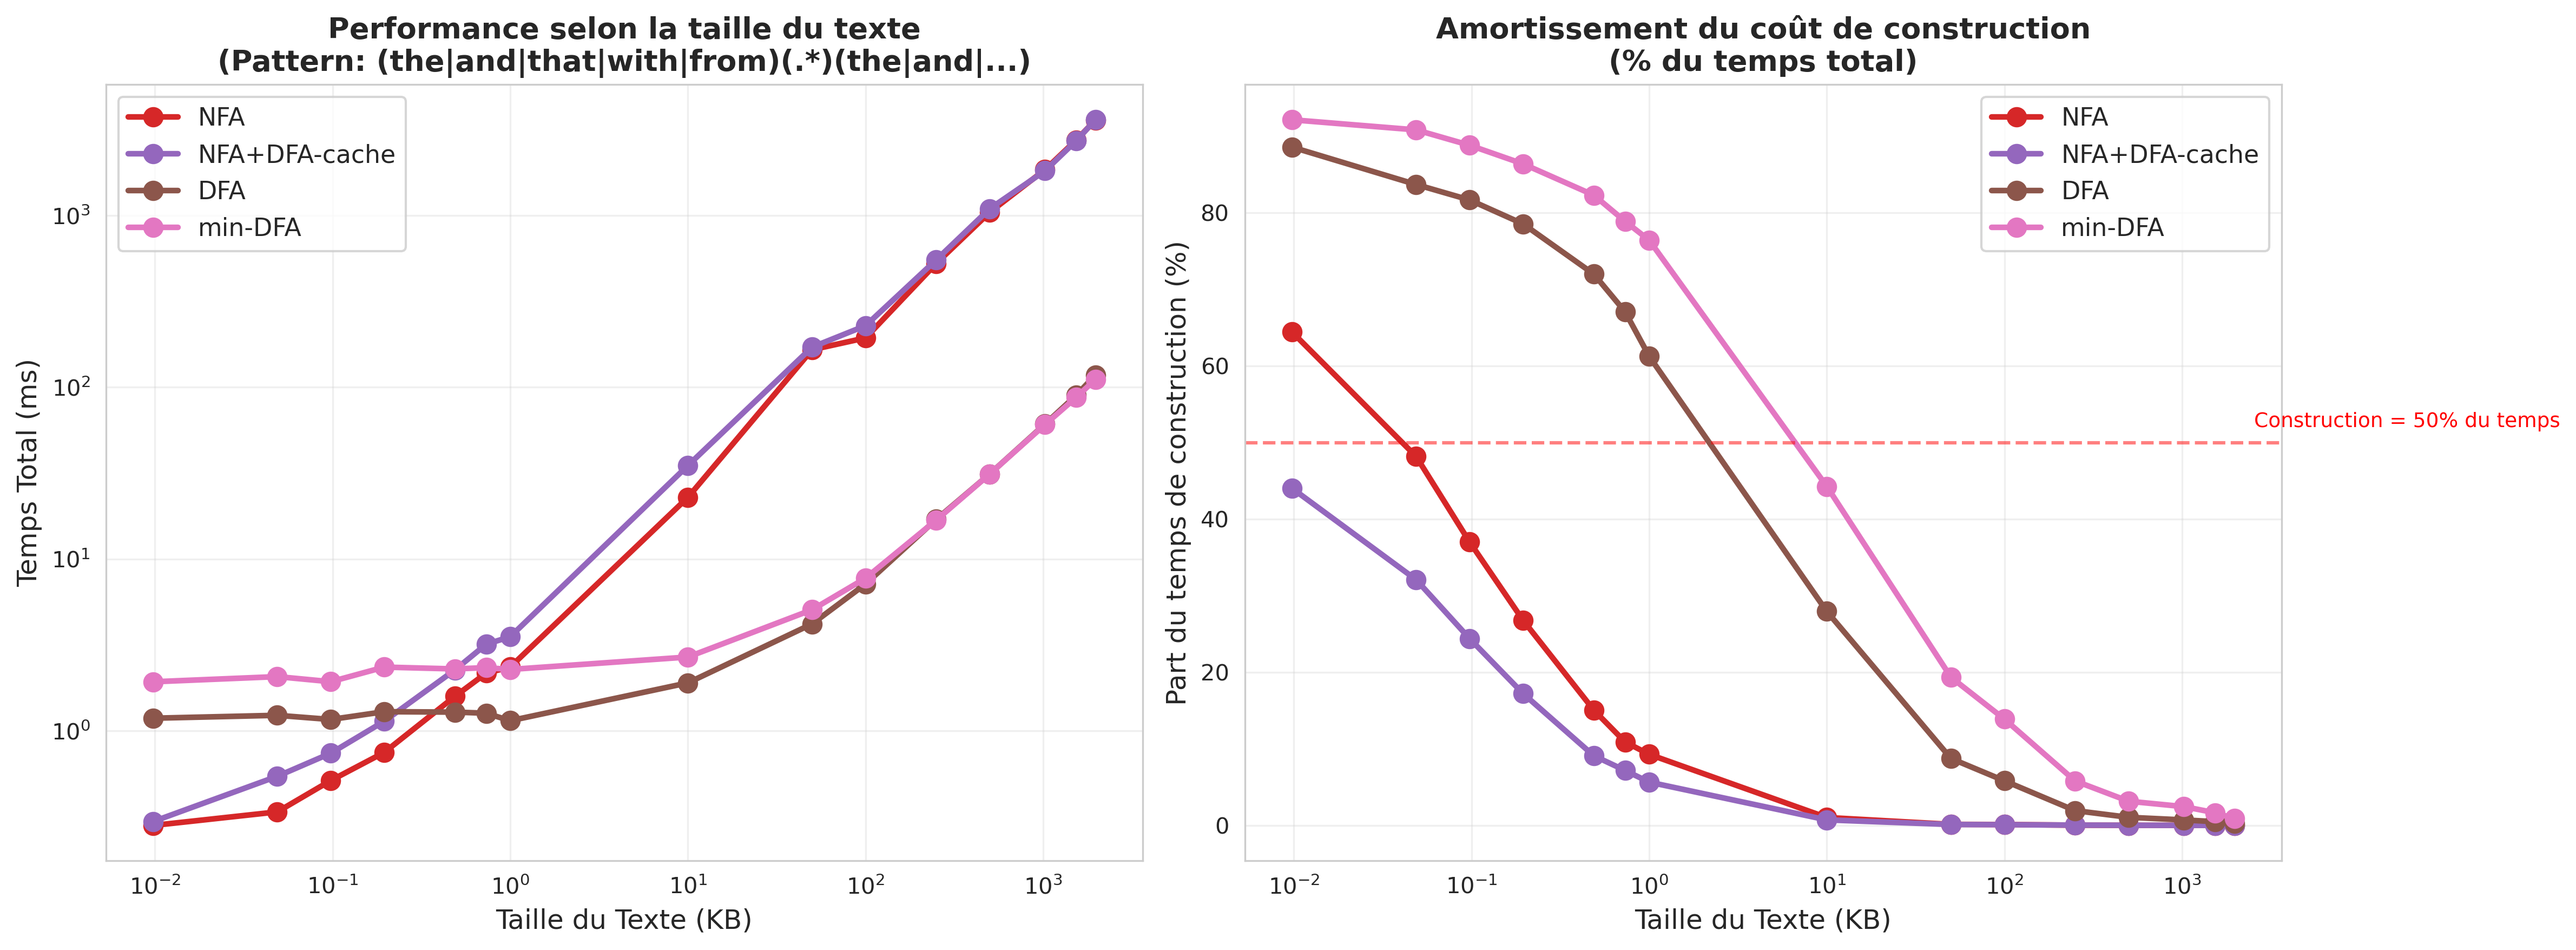 Performance selon la taille du texte
(Pattern: (the|and|that|with|from)(.*)(the|and|...)
NFA
NFA+DFA-cache
DFA
min-DFA
Temps Total (ms)
10³
10²
10¹
10⁰
10⁻²
10⁻¹
10⁰
10¹
10²
10³
Taille du Texte (KB)
Amortissement du coût de construction
(% du temps total)
NFA
NFA+DFA-cache
DFA
min-DFA
Part du temps de construction (%)
80
60
40
20
0
Construction = 50% du temps
10⁻²
10⁻¹
10⁰
10¹
10²
10³
Taille du Texte (KB)